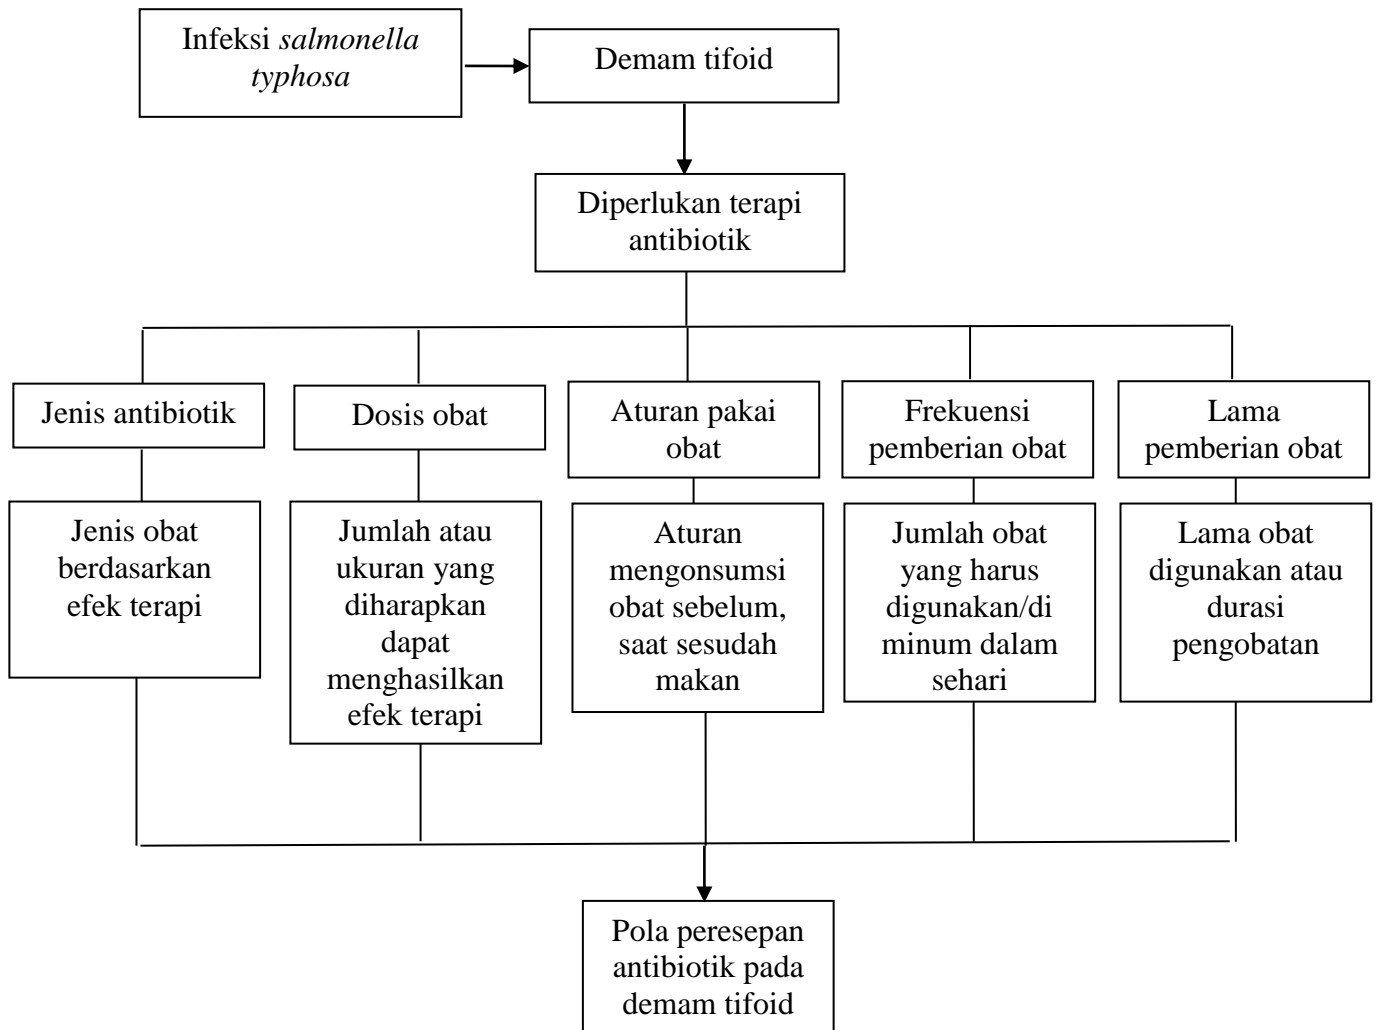 Infeksi salmonella
typhosa
Demam tifoid
Diperlukan terapi
antibiotik
Jenis antibiotik
Dosis obat
Aturan pakai
obat
Frekuensi
pemberian obat
Lama
pemberian obat
Jenis obat
berdasarkan
efek terapi
Jumlah atau
ukuran yang
diharapkan
dapat
menghasilkan
efek terapi
Aturan
mengonsumsi
obat sebelum,
saat sesudah
makan
Jumlah obat
yang harus
digunakan/di
minum dalam
sehari
Lama obat
digunakan atau
durasi
pengobatan
Pola peresepan
antibiotik pada
demam tifoid